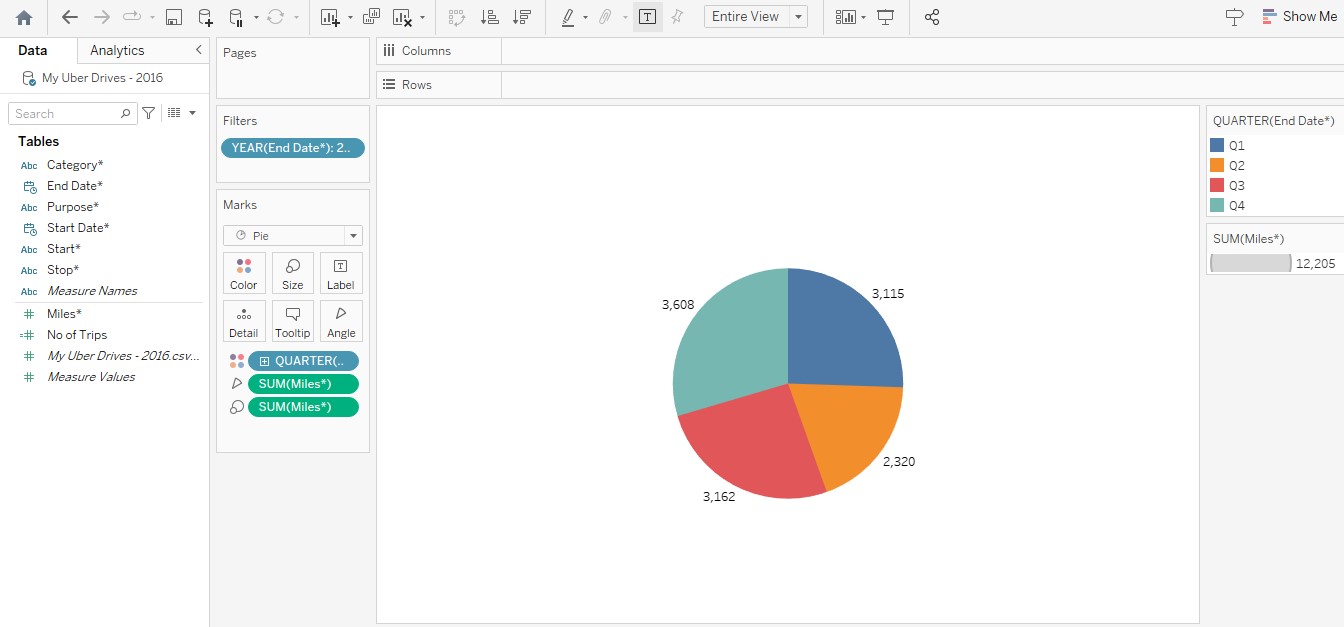 Entire View
Show Me
Data
Analytics
My Uber Drives - 2016
Search
Tables
Abc Category*
End Date*
Abc Purpose*
Start Date*
Abc Start*
Abc Stop*
Abc Measure Names
Miles*
No of Trips
My Uber Drives - 2016.csv...
Measure Values
Pages
Filters
YEAR(End Date*): 2..
Marks
Pie
Color
Size
Label
Detail
Tooltip
Angle
QUARTER(..
SUM(Miles*)
SUM(Miles*)
Columns
Rows
3,115
3,608
2,320
3,162
QUARTER(End Date*)
Q1
Q2
Q3
Q4
SUM(Miles*)
12,205